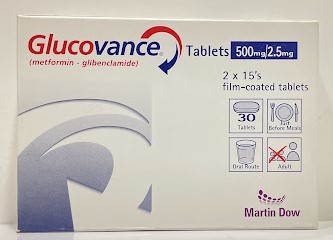 Glucovance® Tablets 500mg/2.5mg
(metformin - glibenclamide)
2 x 15's
film-coated tablets
30
Tablets
Just
Before Meals
Oral Route
Adult
Martin Dow